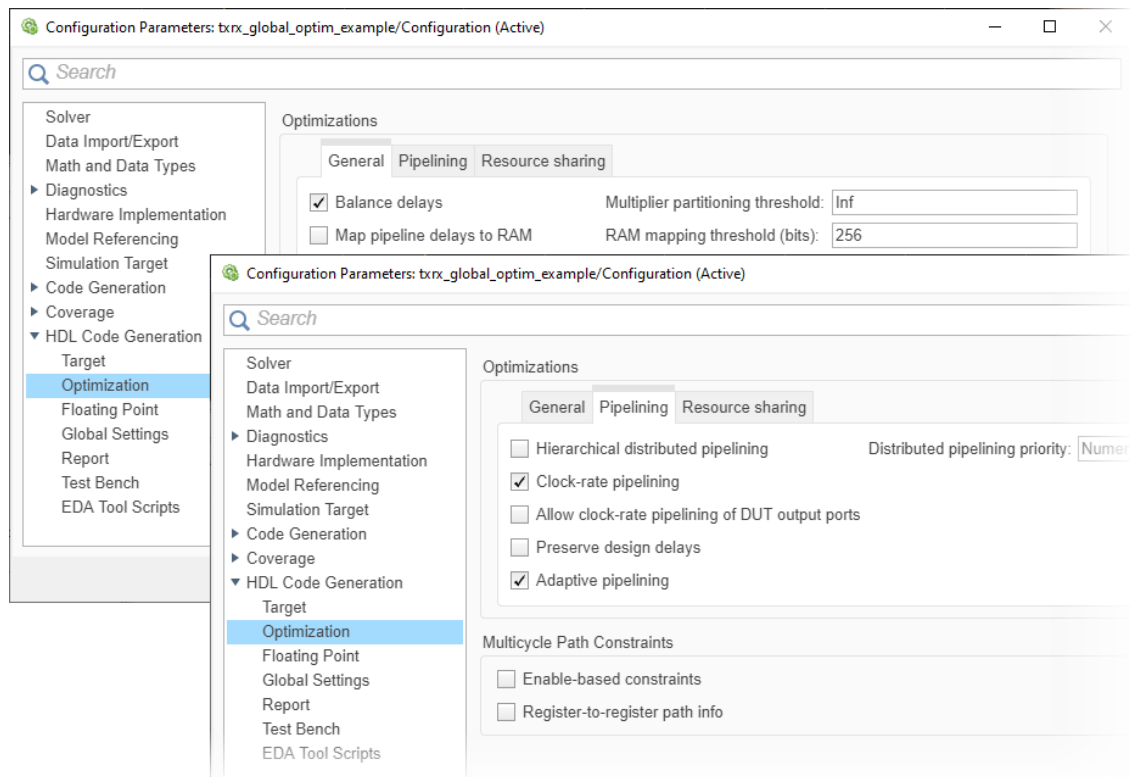 Configuration Parameters: txrx_global_optim_example/Configuration (Active)
Search
Solver
Data Import/Export
Math and Data Types
Diagnostics
Hardware Implementation
Model Referencing
Simulation Target
Code Generation
Coverage
HDL Code Generation
Target
Optimization
Floating Point
Global Settings
Report
Test Bench
EDA Tool Scripts
Optimizations
General Pipelining Resource sharing
Balance delays Multiplier partitioning threshold: Inf
Map pipeline delays to RAM RAM mapping threshold (bits): 256
Configuration Parameters: txrx_global_optim_example/Configuration (Active)
Search
Solver
Data Import/Export
Math and Data Types
Diagnostics
Hardware Implementation
Model Referencing
Simulation Target
Code Generation
Coverage
HDL Code Generation
Target
Optimization
Floating Point
Global Settings
Report
Test Bench
EDA Tool Scripts
Optimizations
General Pipelining Resource sharing
Hierarchical distributed pipelining Distributed pipelining priority: Numer
Clock-rate pipelining
Allow clock-rate pipelining of DUT output ports
Preserve design delays
Adaptive pipelining
Multicycle Path Constraints
Enable-based constraints
Register-to-register path info